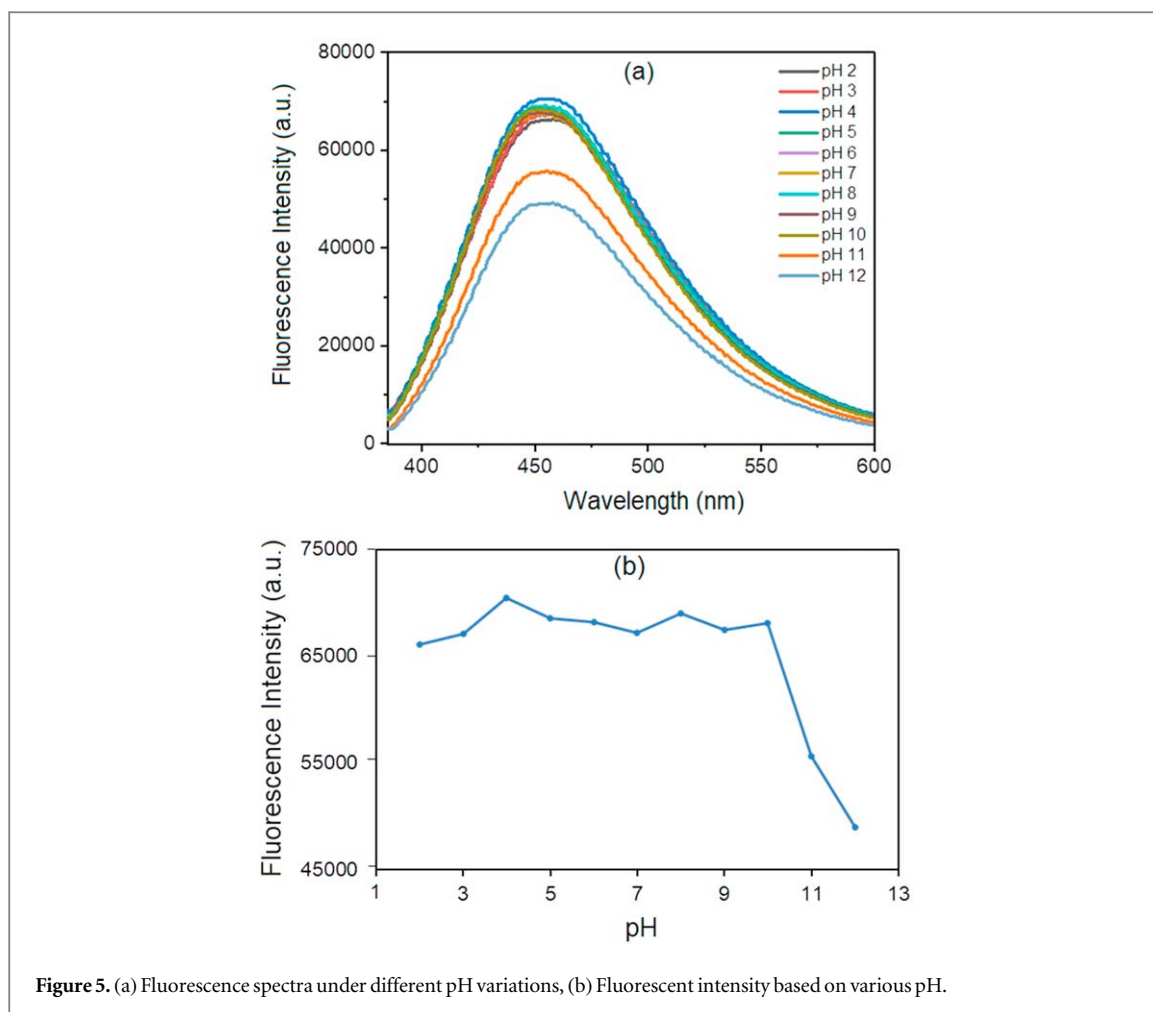 80000
60000
40000
20000
0
Fluorescence Intensity (a.u.)
(a)
pH 2
pH 3
pH 4
pH 5
pH 6
pH 7
pH 8
pH 9
pH 10
pH 11
pH 12
400 450 500 550 600
Wavelength (nm)
75000
65000
55000
45000
Fluorescence Intensity (a.u.)
(b)
1 3 5 7 9 11 13
pH
Figure 5. (a) Fluorescence spectra under different pH variations, (b) Fluorescent intensity based on various pH.